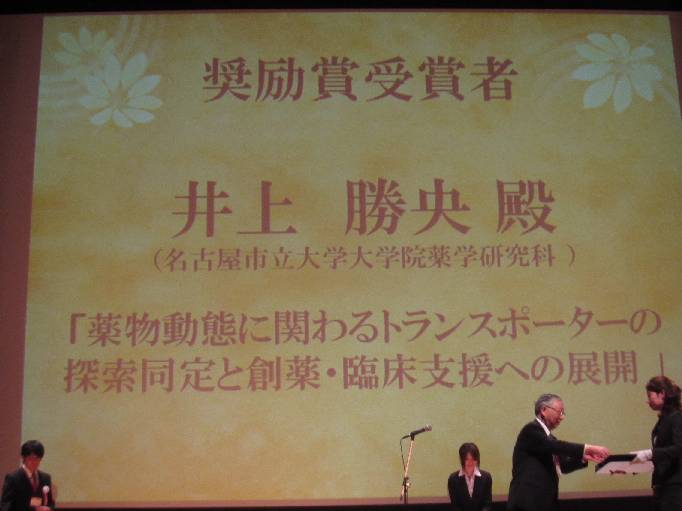 奨励賞受賞者
井上 勝央 殿
(名古屋市立大学大学院薬学研究科)
「薬物動態に関わるトランスポーターの
探索同定と創薬・臨床支援への展開」